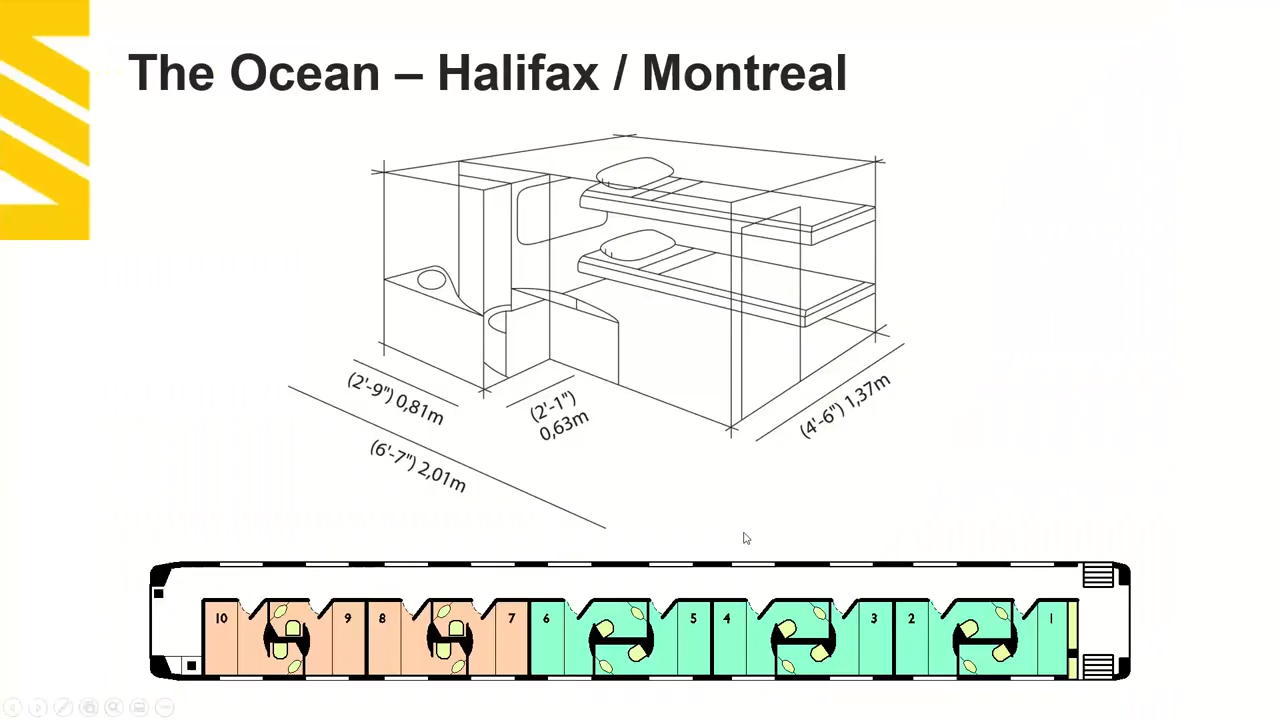 The Ocean – Halifax / Montreal
(2'-9") 0,81m
(2'-1")
0,63m
(4'-6") 1,37m
(6'-7") 2,01m
10 9 8 7 6 5 4 3 2 1